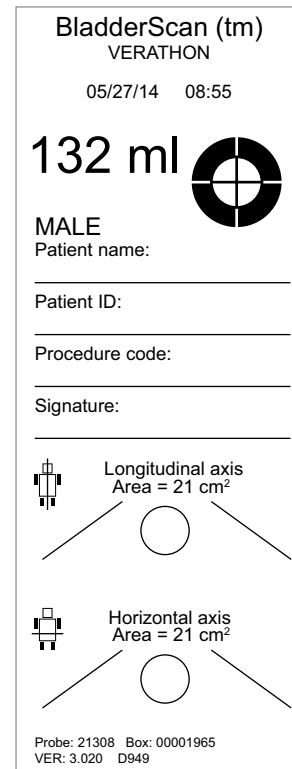 BladderScan (tm)
VERATHON
05/27/14 08:55
132 ml
MALE
Patient name:
Patient ID:
Procedure code:
Signature:
Longitudinal axis
Area = 21 cm²
Horizontal axis
Area = 21 cm²
Probe: 21308 Box: 00001965
VER: 3.020 D949